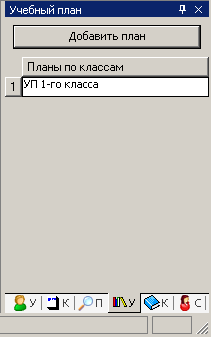 Учебный план
Добавить план
Планы по классам
1 УП 1-го класса
У К П У К С